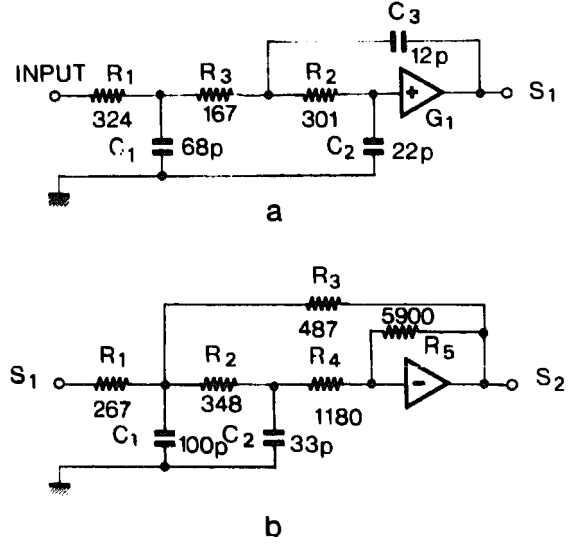 C3
12p
INPUT R1 R3 R2 + S1
324 167 301 G1
C1 68p C2 22p
a
R3
487 5900
S1 R1 R2 R4 R5 - S2
267 348 1180
C1 100p C2 33p
b